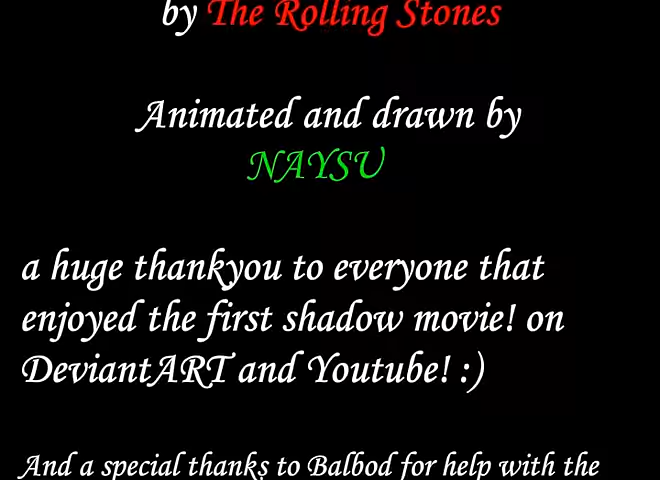 by The Rolling Stones
Animated and drawn by
NAYSU
a huge thankyou to everyone that
enjoyed the first shadow movie! on
DeviantART and Youtube! :)
And a special thanks to Balbod for help with the